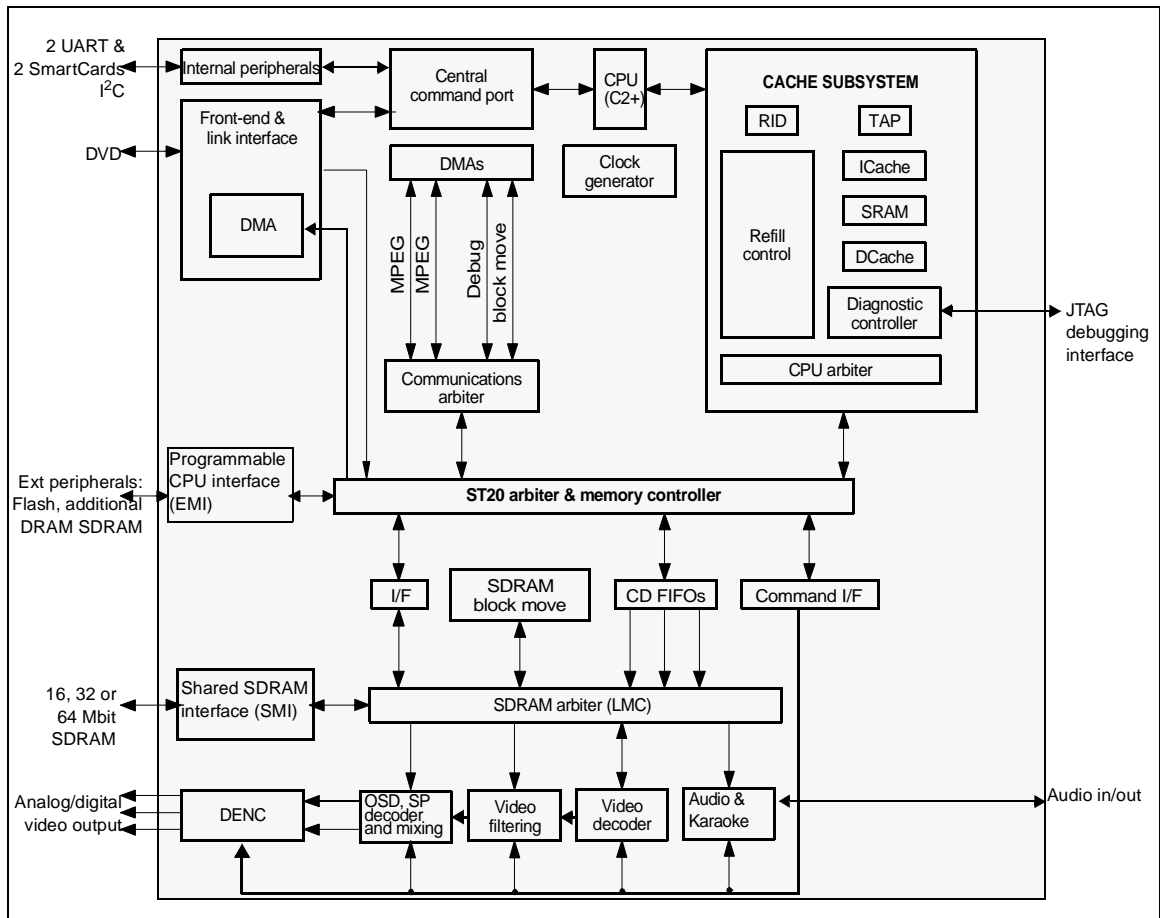 2 UART &
2 SmartCards
I2C
Internal peripherals
Central
command port
CPU
(C2+)
CACHE SUBSYSTEM
RID
TAP
Front-end &
link interface
DVD
DMA
DMAs
Clock
generator
ICache
SRAM
DCache
Refill
control
Diagnostic
controller
JTAG
debugging
interface
CPU arbiter
MPEG
MPEG
Debug
block move
Communications
arbiter
Ext peripherals:
Flash, additional
DRAM SDRAM
Programmable
CPU interface
(EMI)
ST20 arbiter & memory controller
I/F
SDRAM
block move
CD FIFOs
Command I/F
16, 32 or
64 Mbit
SDRAM
Shared SDRAM
interface (SMI)
SDRAM arbiter (LMC)
Analog/digital
video output
DENC
OSD, SP
decoder
and mixing
Video
filtering
Video
decoder
Audio &
Karaoke
Audio in/out